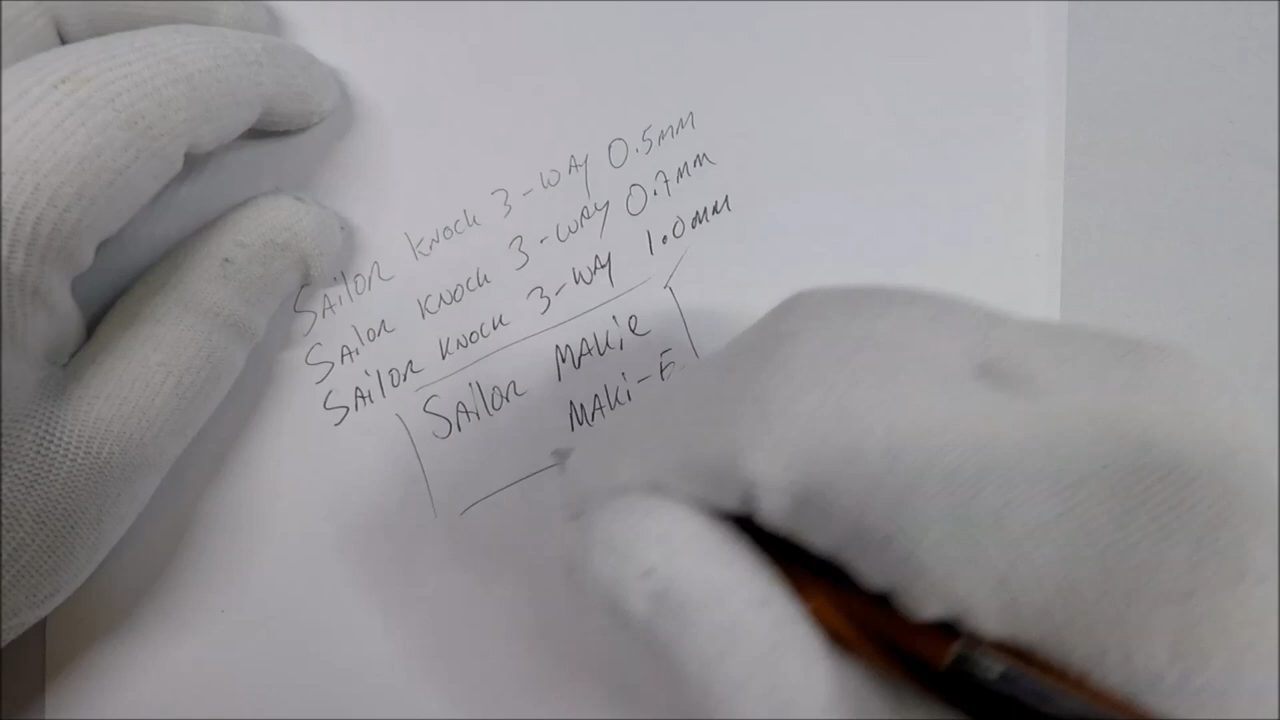 SAilOR KNOCK 3-WAY 0.5MM
SAilOR KNOCK 3-WAY 0.7MM
SAilOR KNOCK 3-WAY 1.0MM
SAilOR MAKiE
MAKi-E